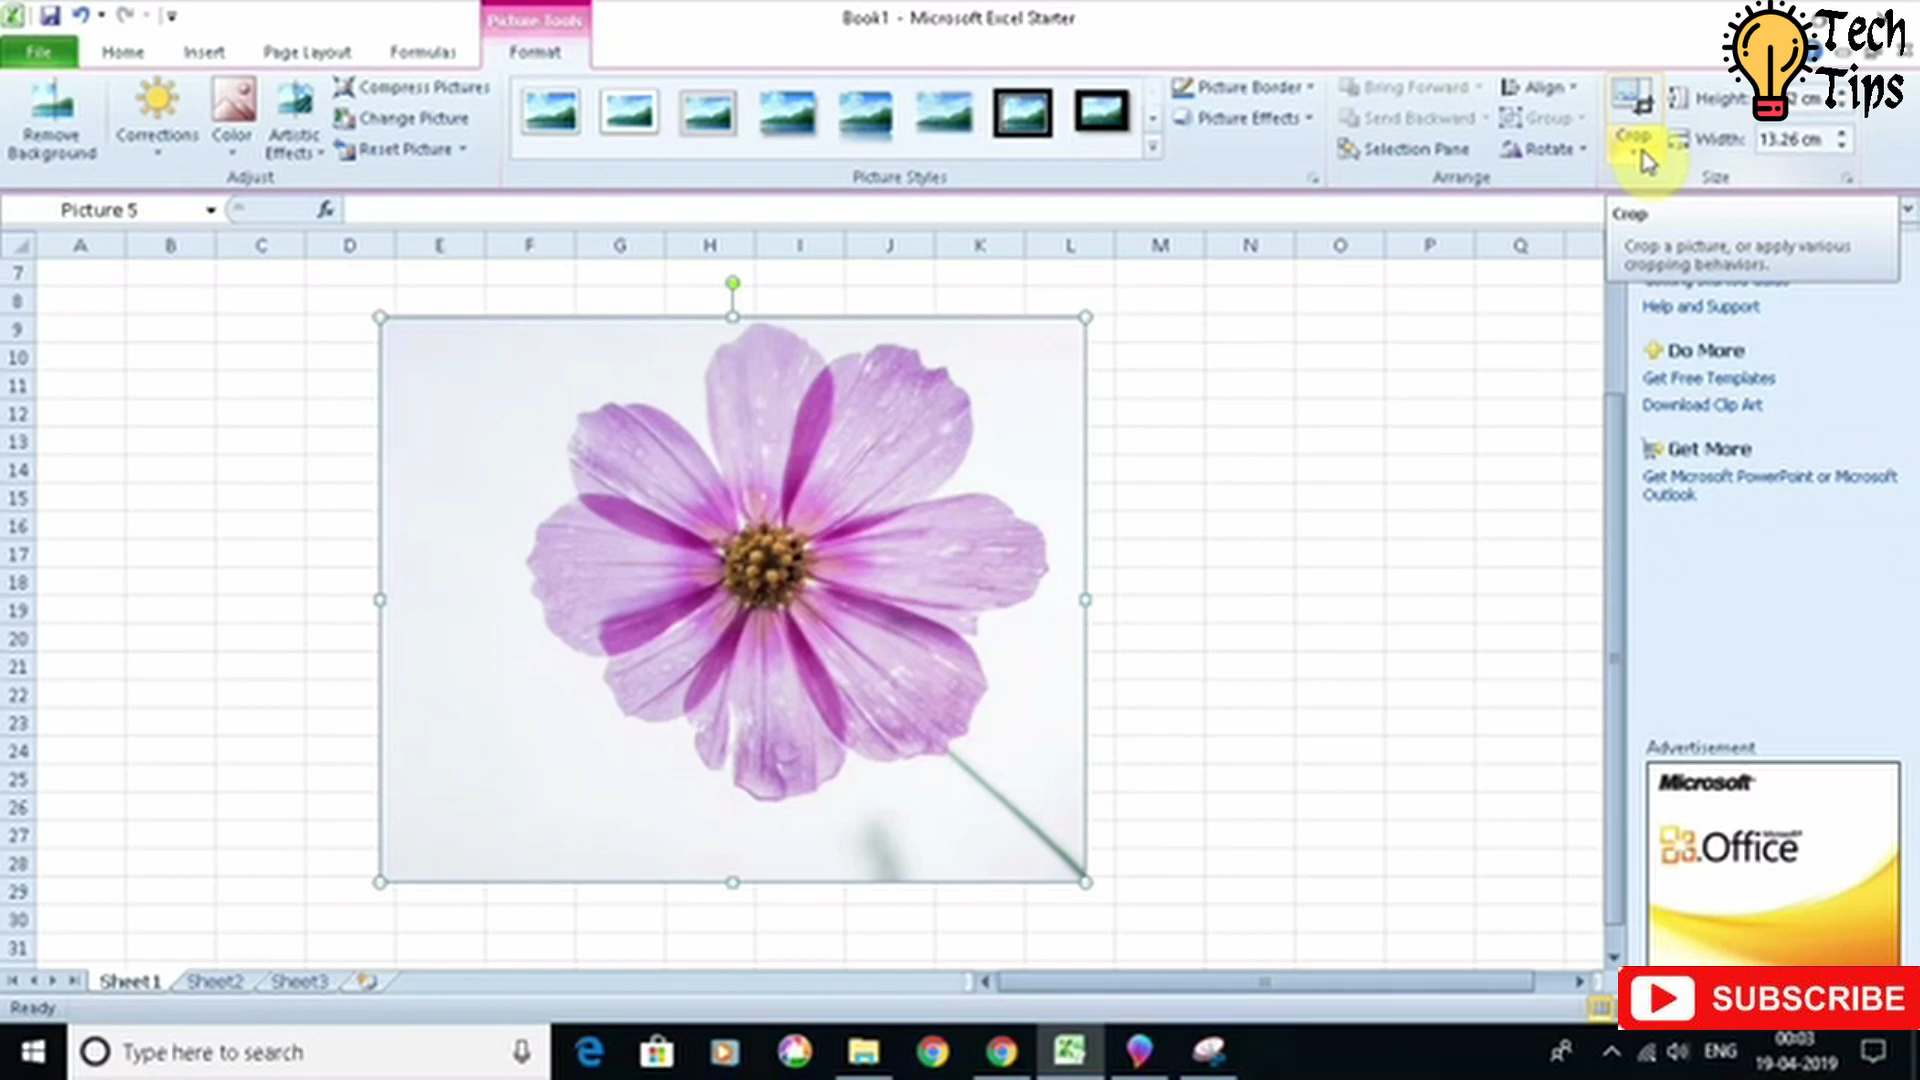 Picture Tools
Book1 - Microsoft Excel Starter
Tech
Tips
File
Home
Insert
Page Layout
Formulas
Format
Remove
Background
Corrections
Color
Artistic
Effects
Compress Pictures
Change Picture
Reset Picture
Adjust
Picture Styles
Picture Border
Picture Effects
Bring Forward
Send Backward
Selection Pane
Align
Group
Rotate
Arrange
Crop
Height:
cm
Width:
13.26 cm
Size
Picture 5
fx
Crop
Crop a picture, or apply various
cropping behaviors.
A B C D E F G H I J K L M N O P Q
7
8
9
10
11
12
13
14
15
16
17
18
19
20
21
22
23
24
25
26
27
28
29
30
31
Help and Support
Do More
Get Free Templates
Download Clip Art
Get More
Get Microsoft PowerPoint or Microsoft
Outlook
Advertisement
Microsoft
Office
Sheet1
Sheet2
Sheet3
Ready
SUBSCRIBE
Type here to search
ENG
00:03
19-04-2019